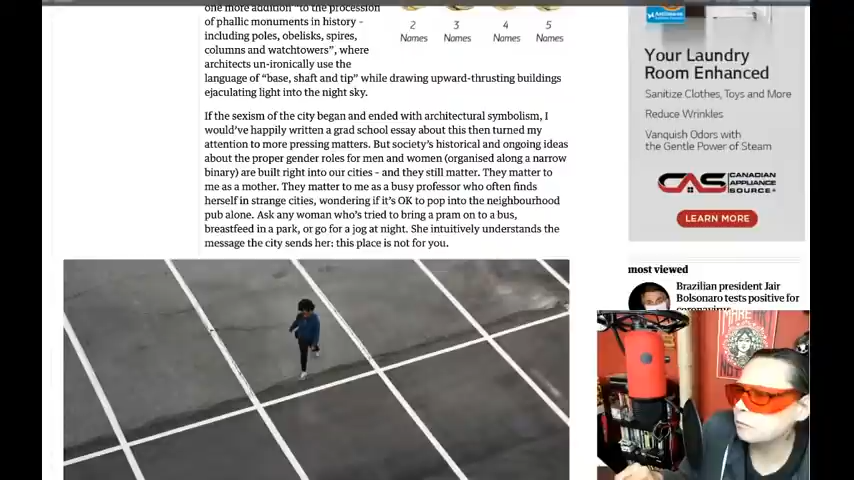 one more addition "to the procession
of phallic monuments in history –
including poles, obelisks, spires,
columns and watchtowers", where
architects un-ironically use the
language of "base, shaft and tip" while drawing upward-thrusting buildings
ejaculating light into the night sky.
If the sexism of the city began and ended with architectural symbolism, I
would've happily written a grad school essay about this then turned my
attention to more pressing matters. But society's historical and ongoing ideas
about the proper gender roles for men and women (organised along a narrow
binary) are built right into our cities – and they still matter. They matter to
me as a mother. They matter to me as a busy professor who often finds
herself in strange cities, wondering if it's OK to pop into the neighbourhood
pub alone. Ask any woman who's tried to bring a pram on to a bus,
breastfeed in a park, or go for a jog at night. She intuitively understands the
message the city sends her: this place is not for you.
2 3 4 5
Names Names Names Names
Your Laundry
Room Enhanced
Sanitize Clothes, Toys and More
Reduce Wrinkles
Vanquish Odors with
the Gentle Power of Steam
CAS CANADIAN
APPLIANCE
SOURCE
LEARN MORE
most viewed
Brazilian president Jair
Bolsonaro tests positive for
coronavirus
MAKE